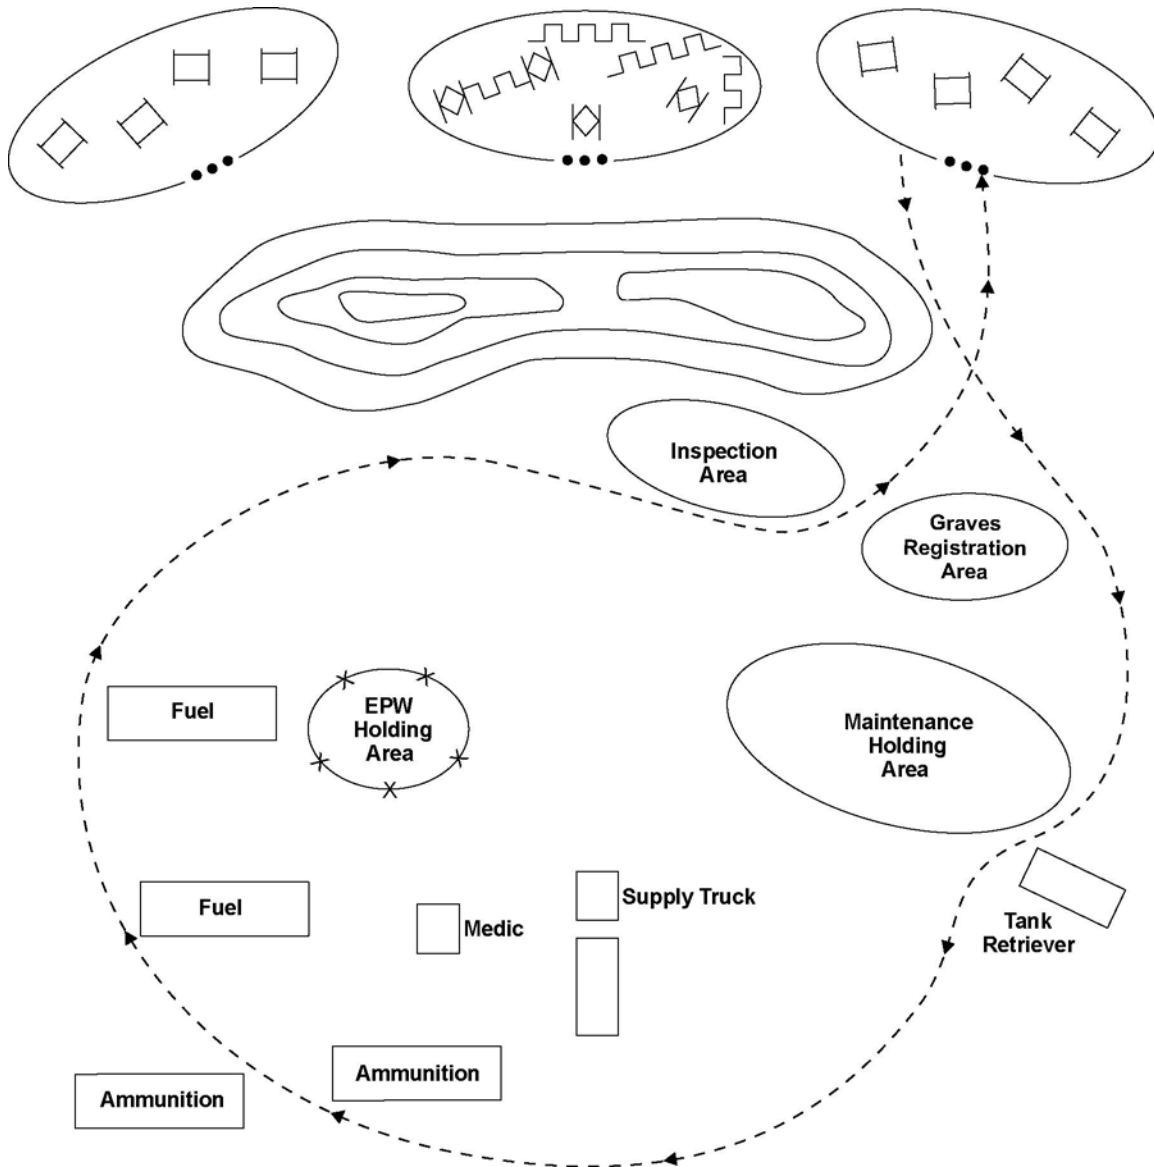 Inspection
Area
Graves
Registration
Area
Fuel
EPW
Holding
Area
Maintenance
Holding
Area
Fuel
Medic
Supply Truck
Tank
Retriever
Ammunition
Ammunition